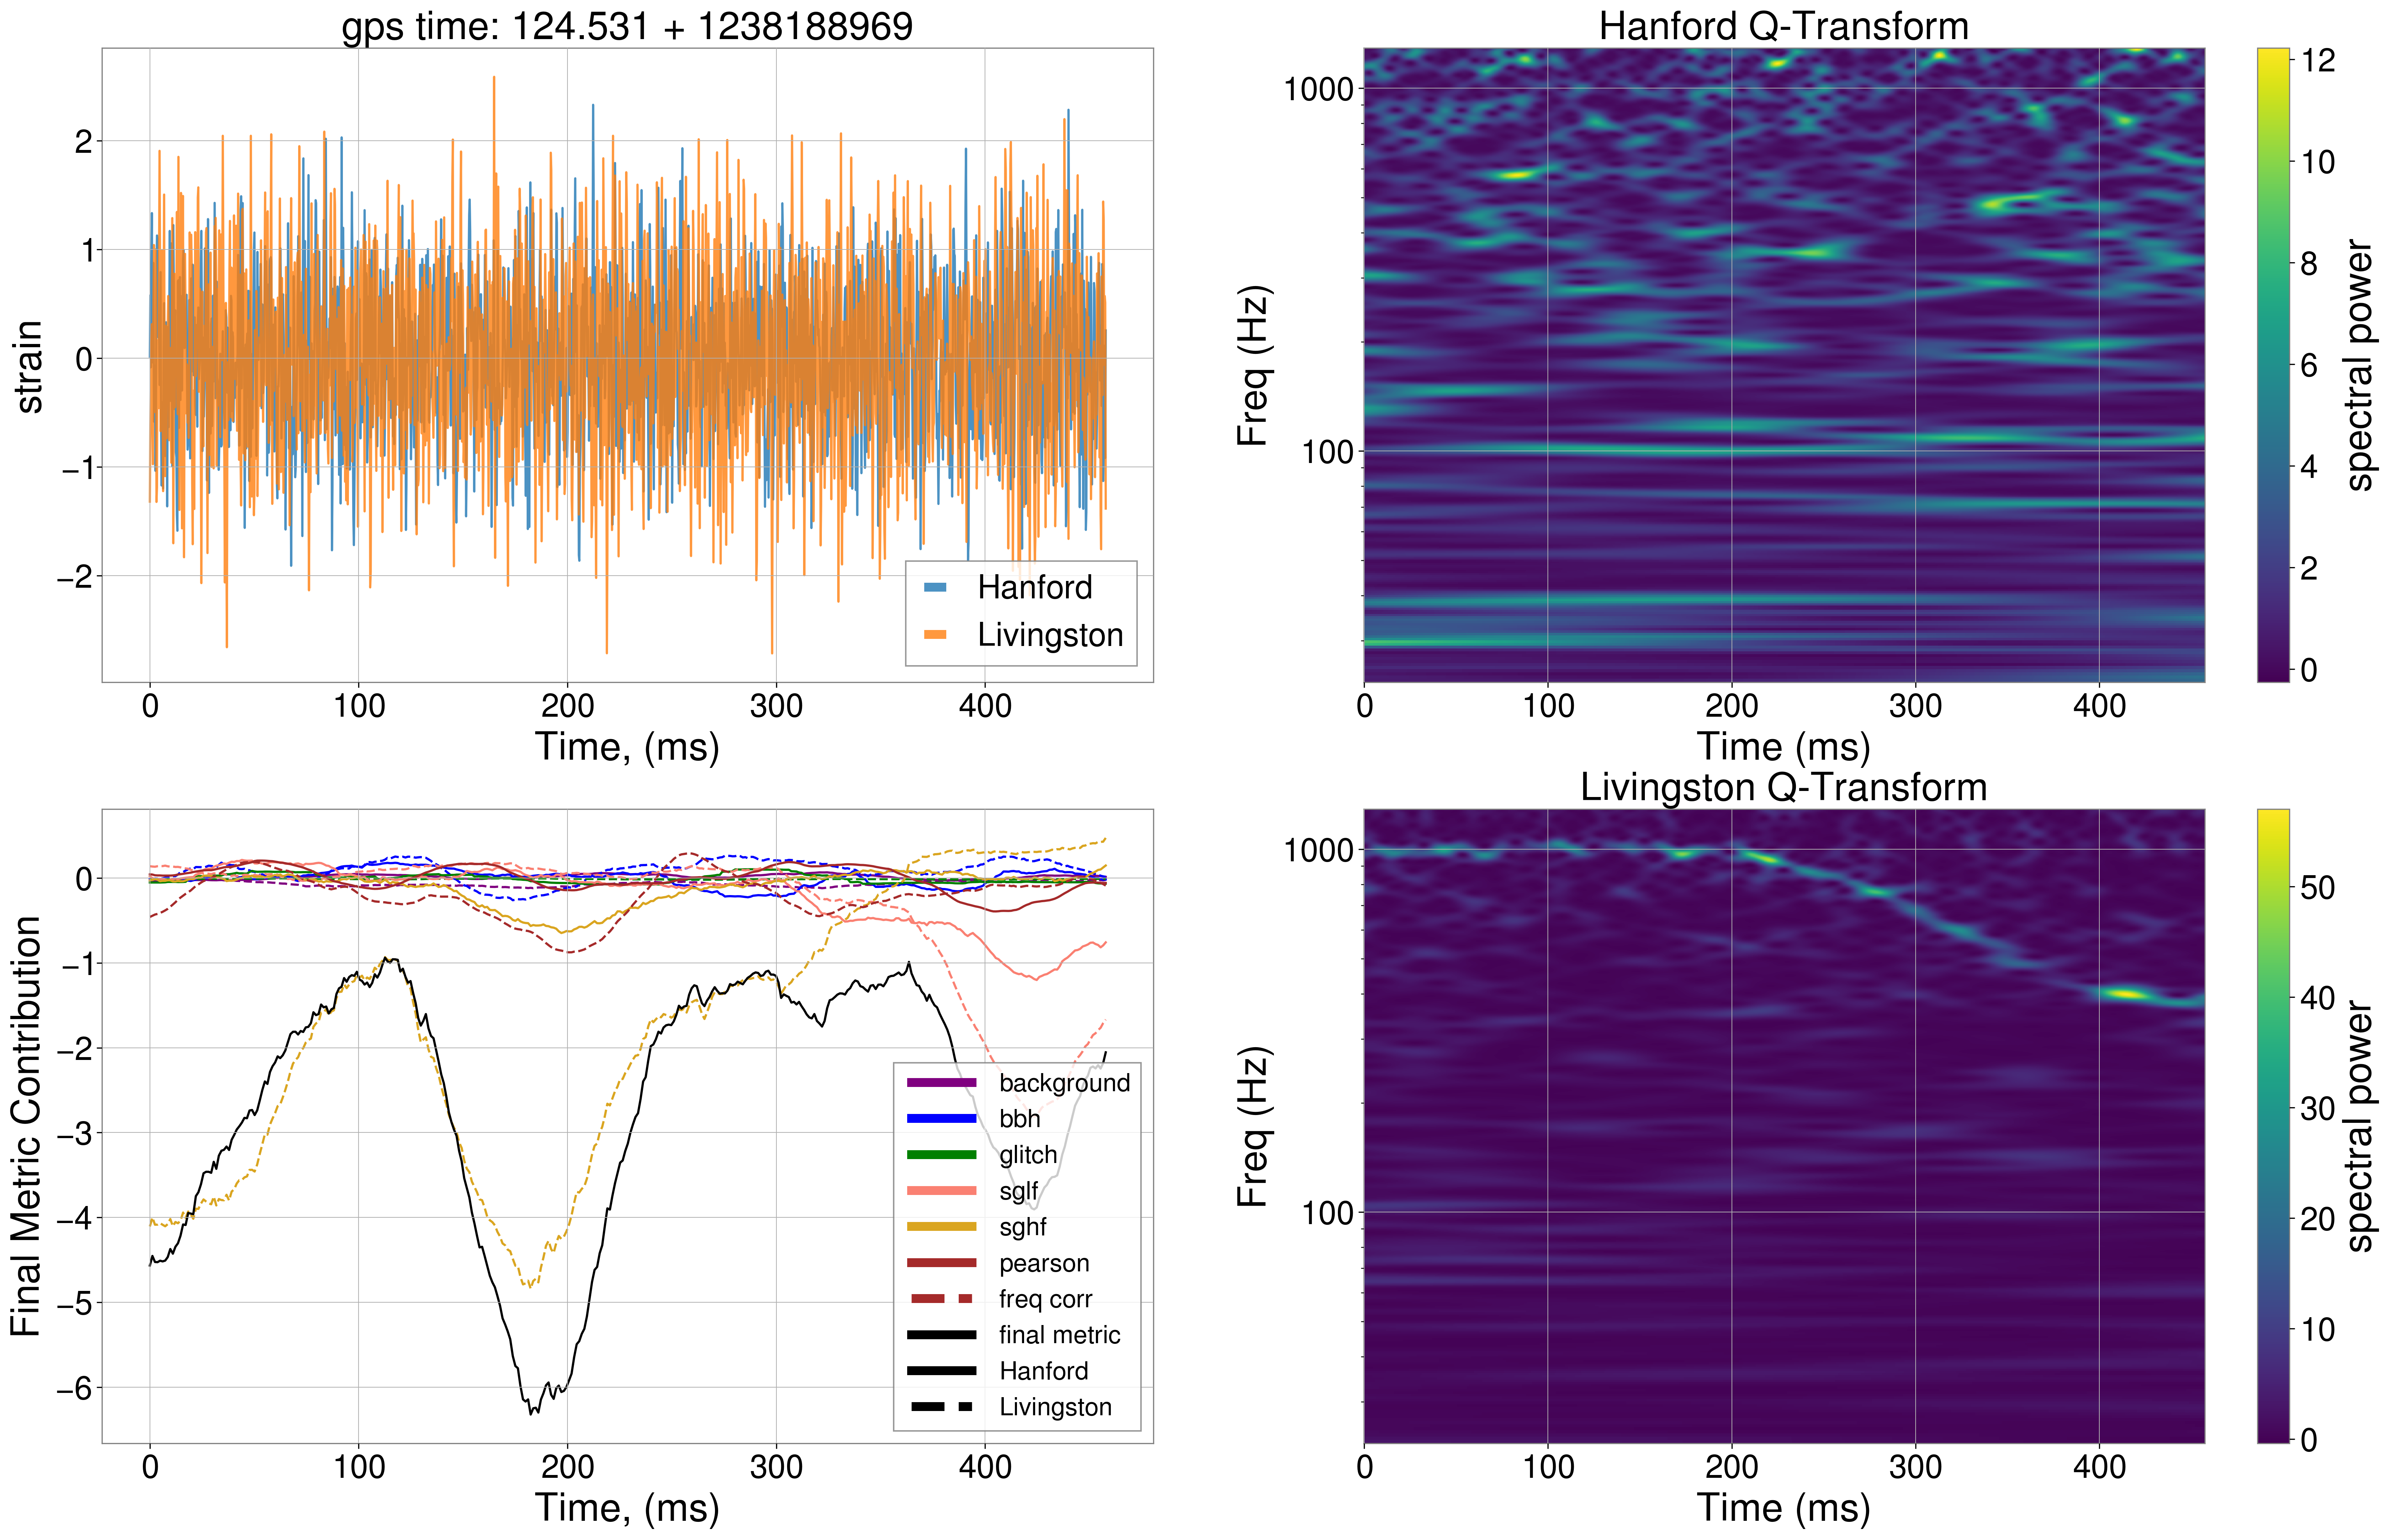 gps time: 124.531 + 1238188969
strain
2
1
0
−1
−2
Hanford
Livingston
0
100
200
300
400
Time, (ms)
Hanford Q-Transform
Freq (Hz)
1000
100
0
100
200
300
400
Time (ms)
12
10
8
6
4
2
0
spectral power
Final Metric Contribution
0
−1
−2
−3
−4
−5
−6
background
bbh
glitch
sglf
sghf
pearson
freq corr
final metric
Hanford
Livingston
0
100
200
300
400
Time, (ms)
Livingston Q-Transform
Freq (Hz)
1000
100
0
100
200
300
400
Time (ms)
50
40
30
20
10
0
spectral power